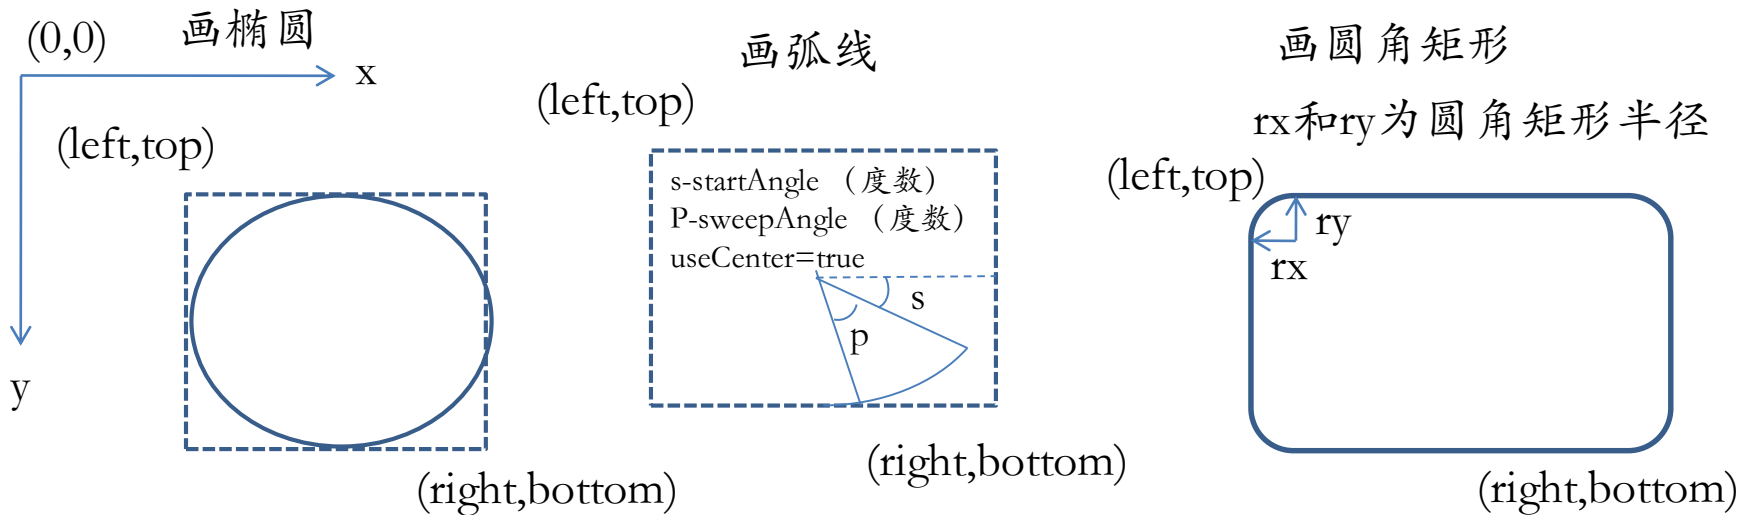 (0,0)
画椭圆
x
(left,top)
y
(right,bottom)
画弧线
(left,top)
s-startAngle （度数）
P-sweepAngle （度数）
useCenter=true
s
p
(right,bottom)
画圆角矩形
rx和ry为圆角矩形半径
(left,top)
ry
rx
(right,bottom)